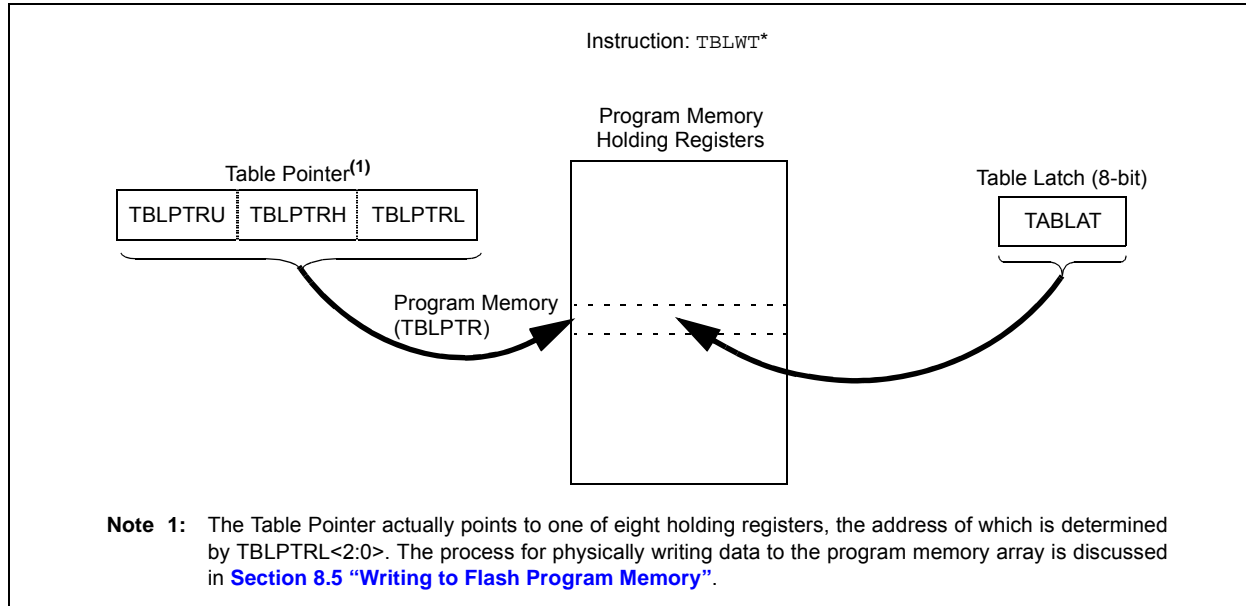 Instruction: TBLWT*
Program Memory
Holding Registers
Table Pointer(1)
Table Latch (8-bit)
TBLPTRU TBLPTRH TBLPTRL
TABLAT
Program Memory
(TBLPTR)
Note 1: The Table Pointer actually points to one of eight holding registers, the address of which is determined
by TBLPTRL<2:0>. The process for physically writing data to the program memory array is discussed
in Section 8.5 “Writing to Flash Program Memory”.